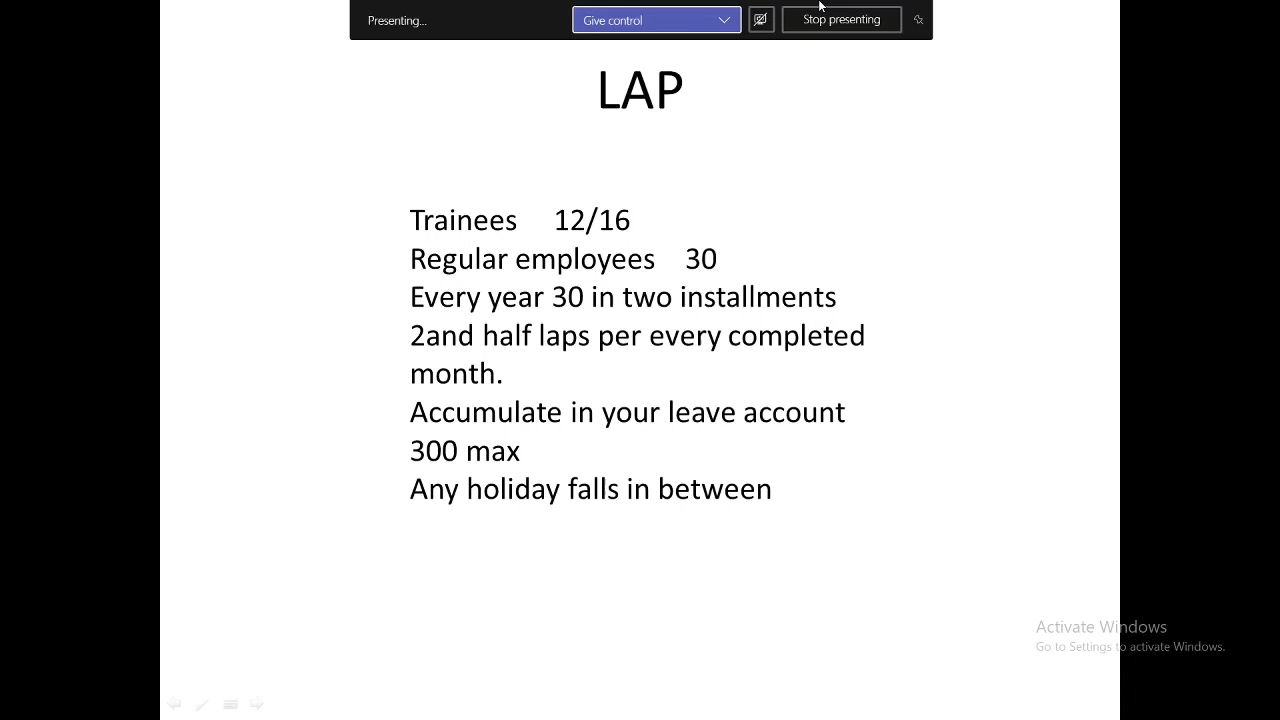 Presenting...
Give control
Stop presenting
LAP
Trainees 12/16
Regular employees 30
Every year 30 in two installments
2and half laps per every completed
month.
Accumulate in your leave account
300 max
Any holiday falls in between
Activate Windows
Go to Settings to activate Windows.